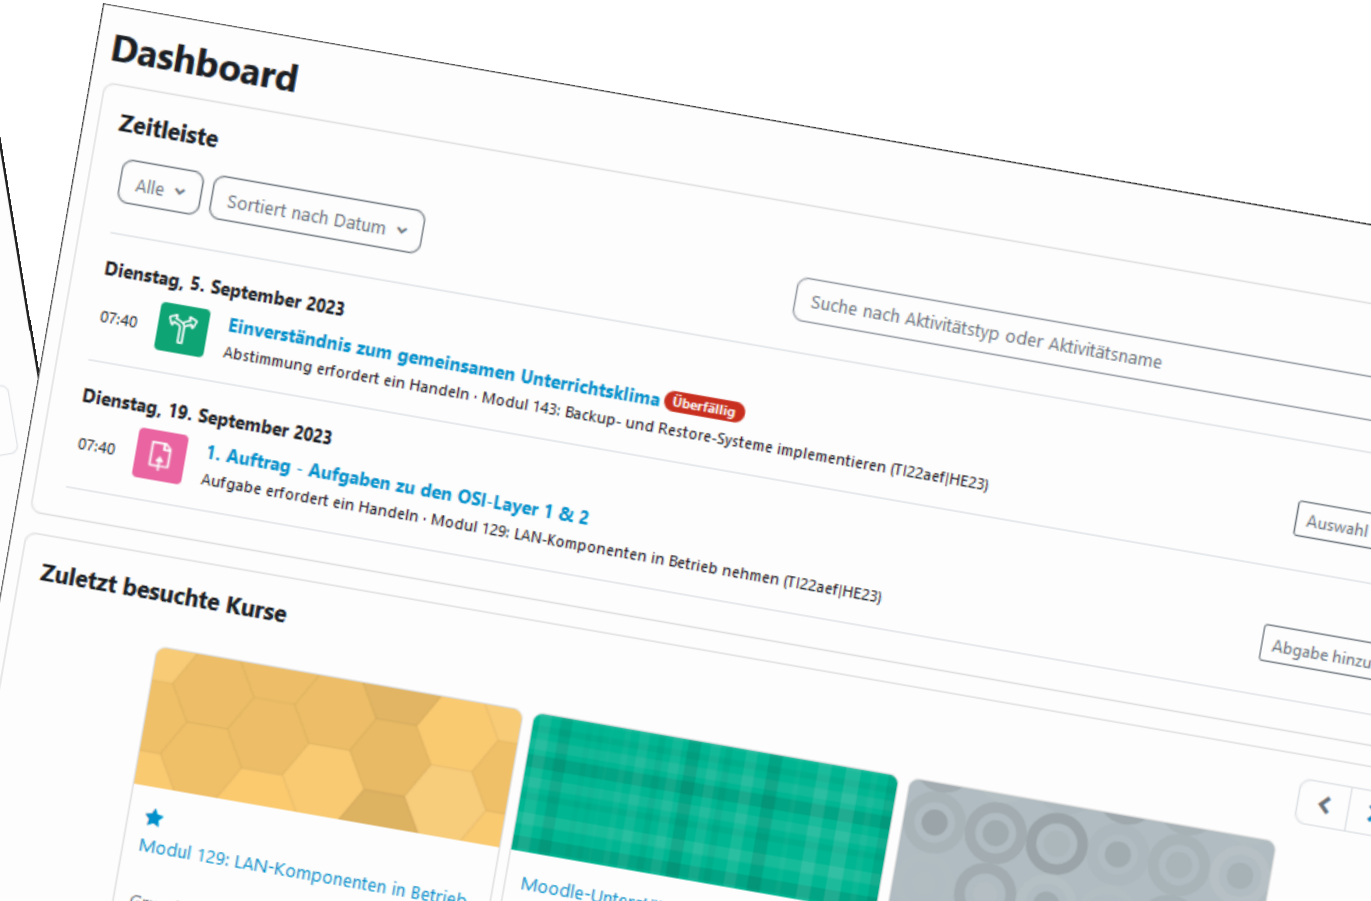 Dashboard
Zeitleiste
Alle
Sortiert nach Datum
Suche nach Aktivitätstyp oder Aktivitätsname
Dienstag, 5. September 2023
07:40
Einverständnis zum gemeinsamen Unterrichtsklima Überfällig
Abstimmung erfordert ein Handeln · Modul 143: Backup- und Restore-Systeme implementieren (TI22aef|HE23)
Auswahl
Dienstag, 19. September 2023
07:40
1. Auftrag - Aufgaben zu den OSI-Layer 1 & 2
Aufgabe erfordert ein Handeln · Modul 129: LAN-Komponenten in Betrieb nehmen (TI22aef|HE23)
Abgabe hinzu
Zuletzt besuchte Kurse
Modul 129: LAN-Komponenten in Betrieb